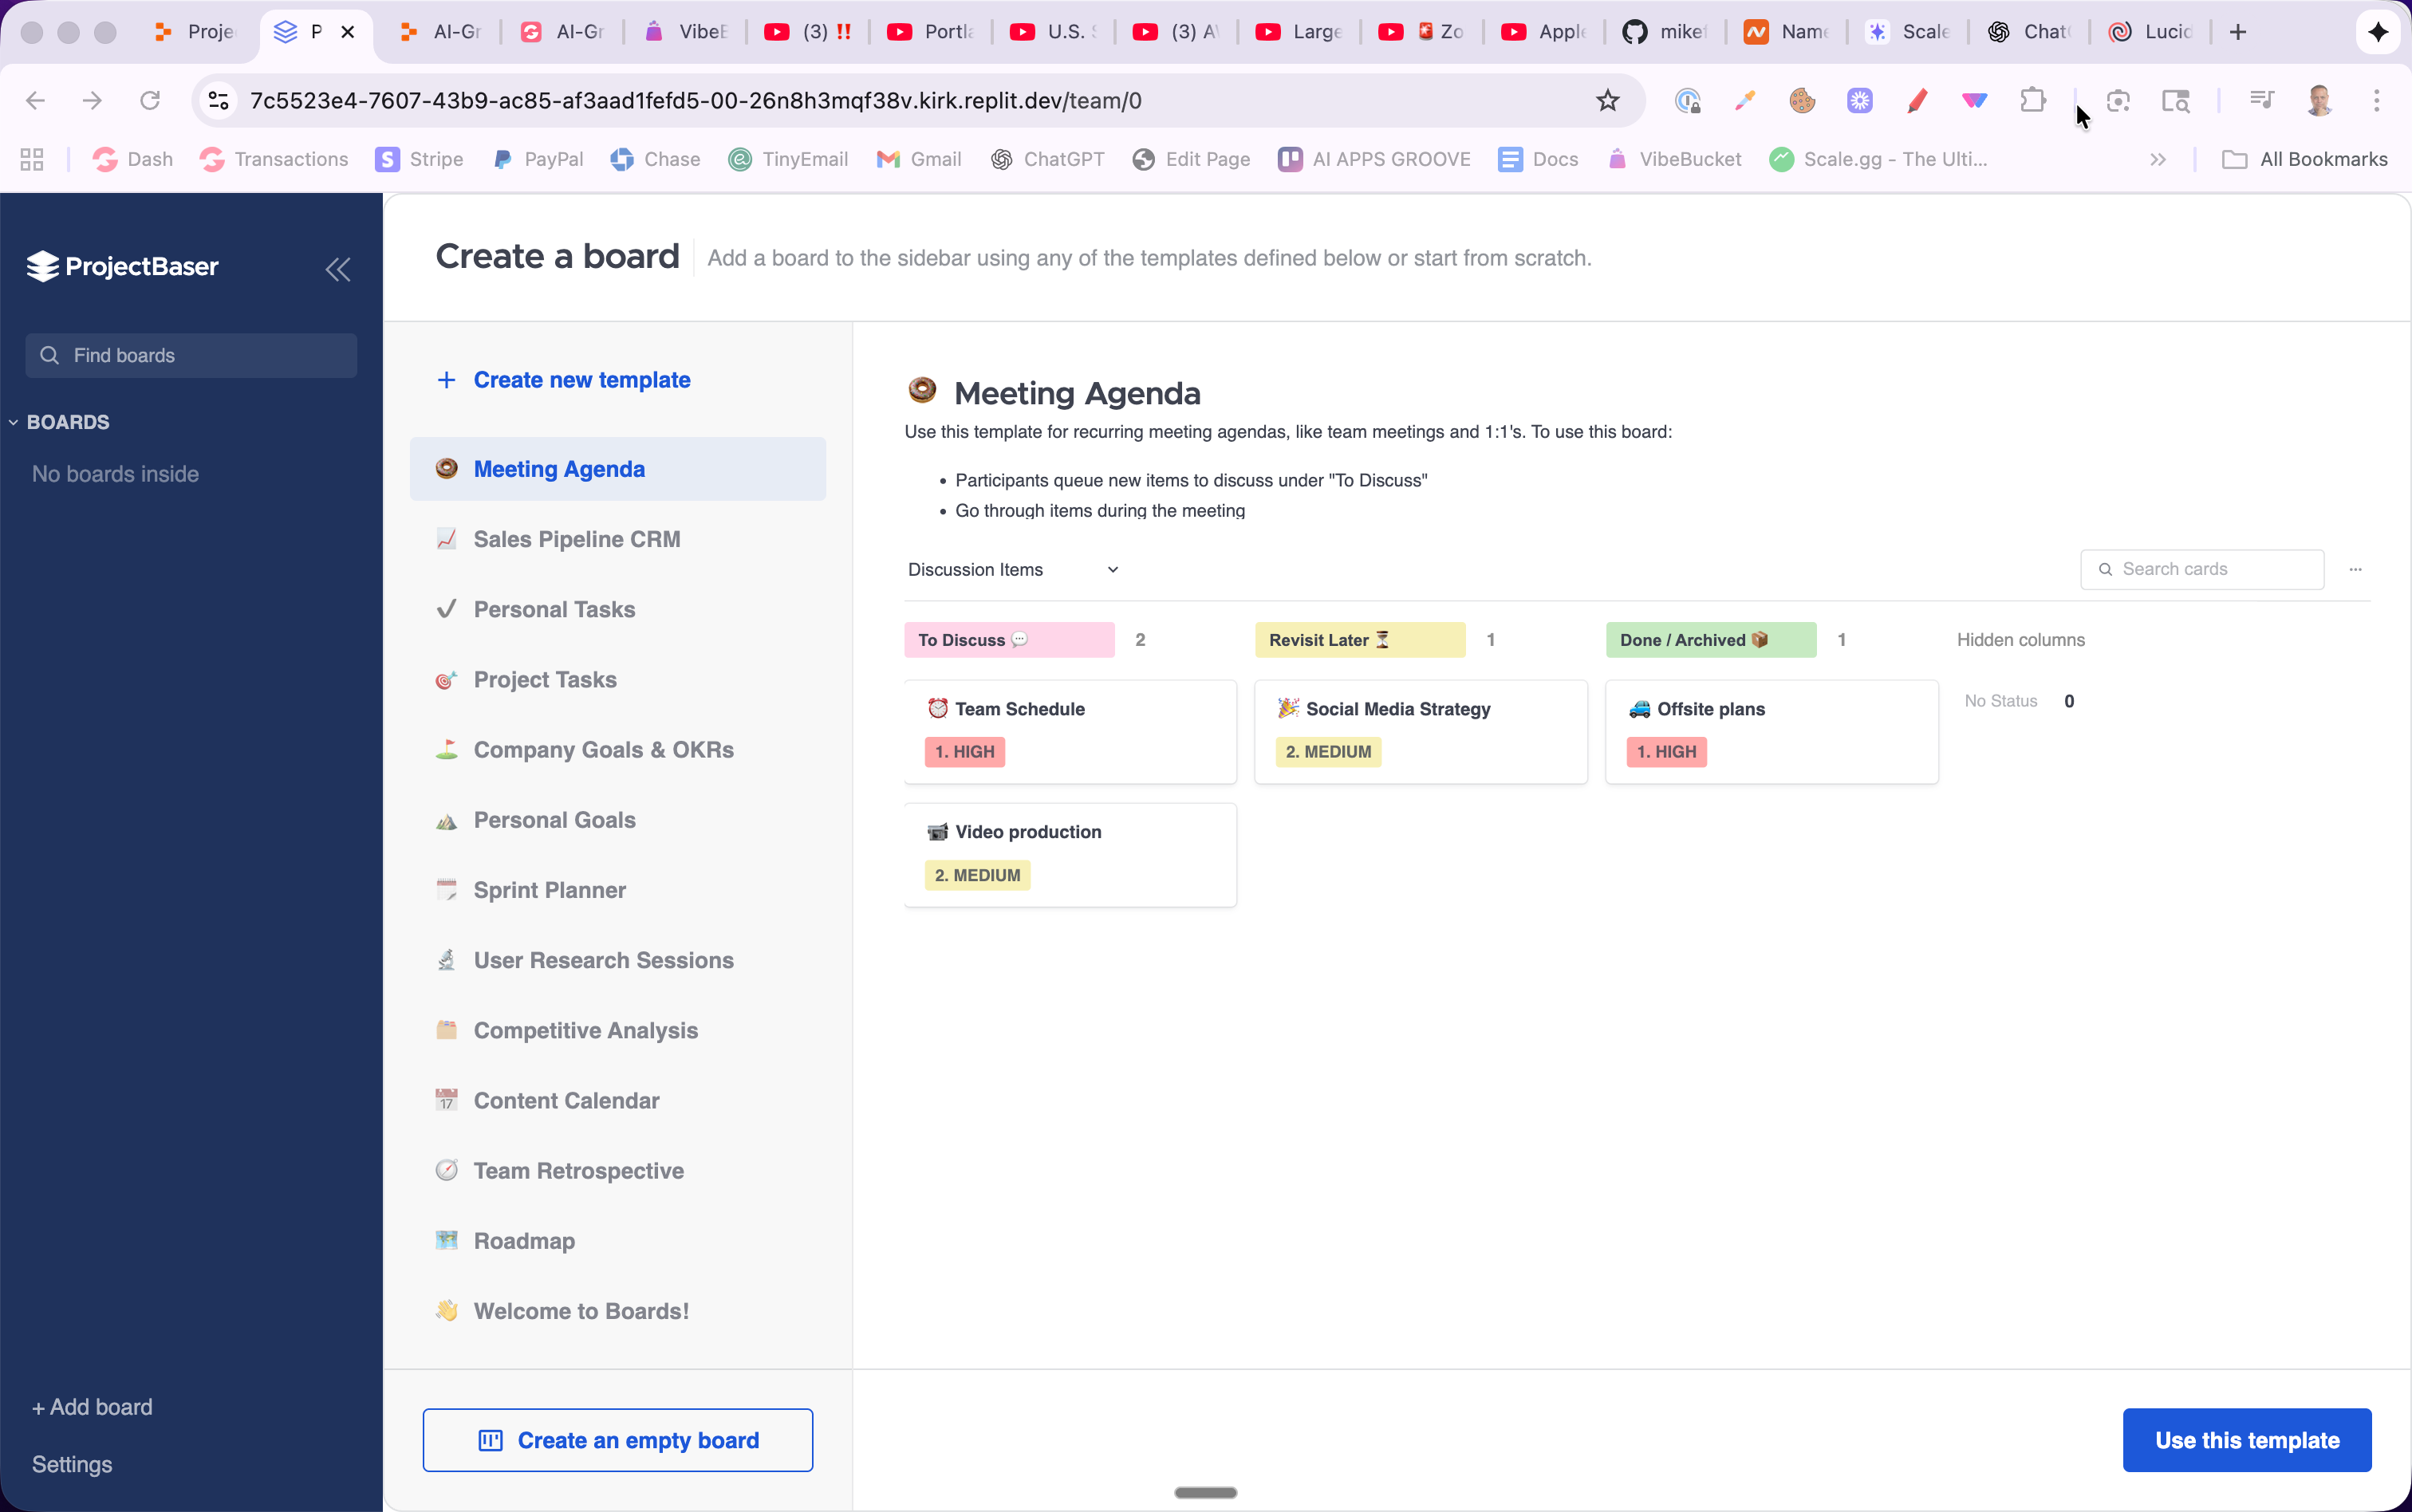 Proje
P
AI-Gr
AI-Gr
VibeE
(3) ‼️
Portla
U.S.
(3) A
Large
Zo
Apple
mikef
Name
Scale
Chat
Lucid
7c5523e4-7607-43b9-ac85-af3aad1fefd5-00-26n8h3mqf38v.kirk.replit.dev/team/0
Dash
Transactions
Stripe
PayPal
Chase
TinyEmail
Gmail
ChatGPT
Edit Page
AI APPS GROOVE
Docs
VibeBucket
Scale.gg - The Ulti...
All Bookmarks
ProjectBaser
Find boards
BOARDS
No boards inside
+ Add board
Settings
Create a board
Add a board to the sidebar using any of the templates defined below or start from scratch.
+ Create new template
Meeting Agenda
Sales Pipeline CRM
Personal Tasks
Project Tasks
Company Goals & OKRs
Personal Goals
Sprint Planner
User Research Sessions
Competitive Analysis
17
Content Calendar
Team Retrospective
Roadmap
Welcome to Boards!
Create an empty board
Meeting Agenda
Use this template for recurring meeting agendas, like team meetings and 1:1's. To use this board:
• Participants queue new items to discuss under "To Discuss"
• Go through items during the meeting
Discussion Items
Search cards
To Discuss 💬 2
Revisit Later ⏳ 1
Done / Archived 📦 1
Hidden columns
Team Schedule
1. HIGH
Video production
2. MEDIUM
Social Media Strategy
2. MEDIUM
Offsite plans
1. HIGH
No Status 0
Use this template